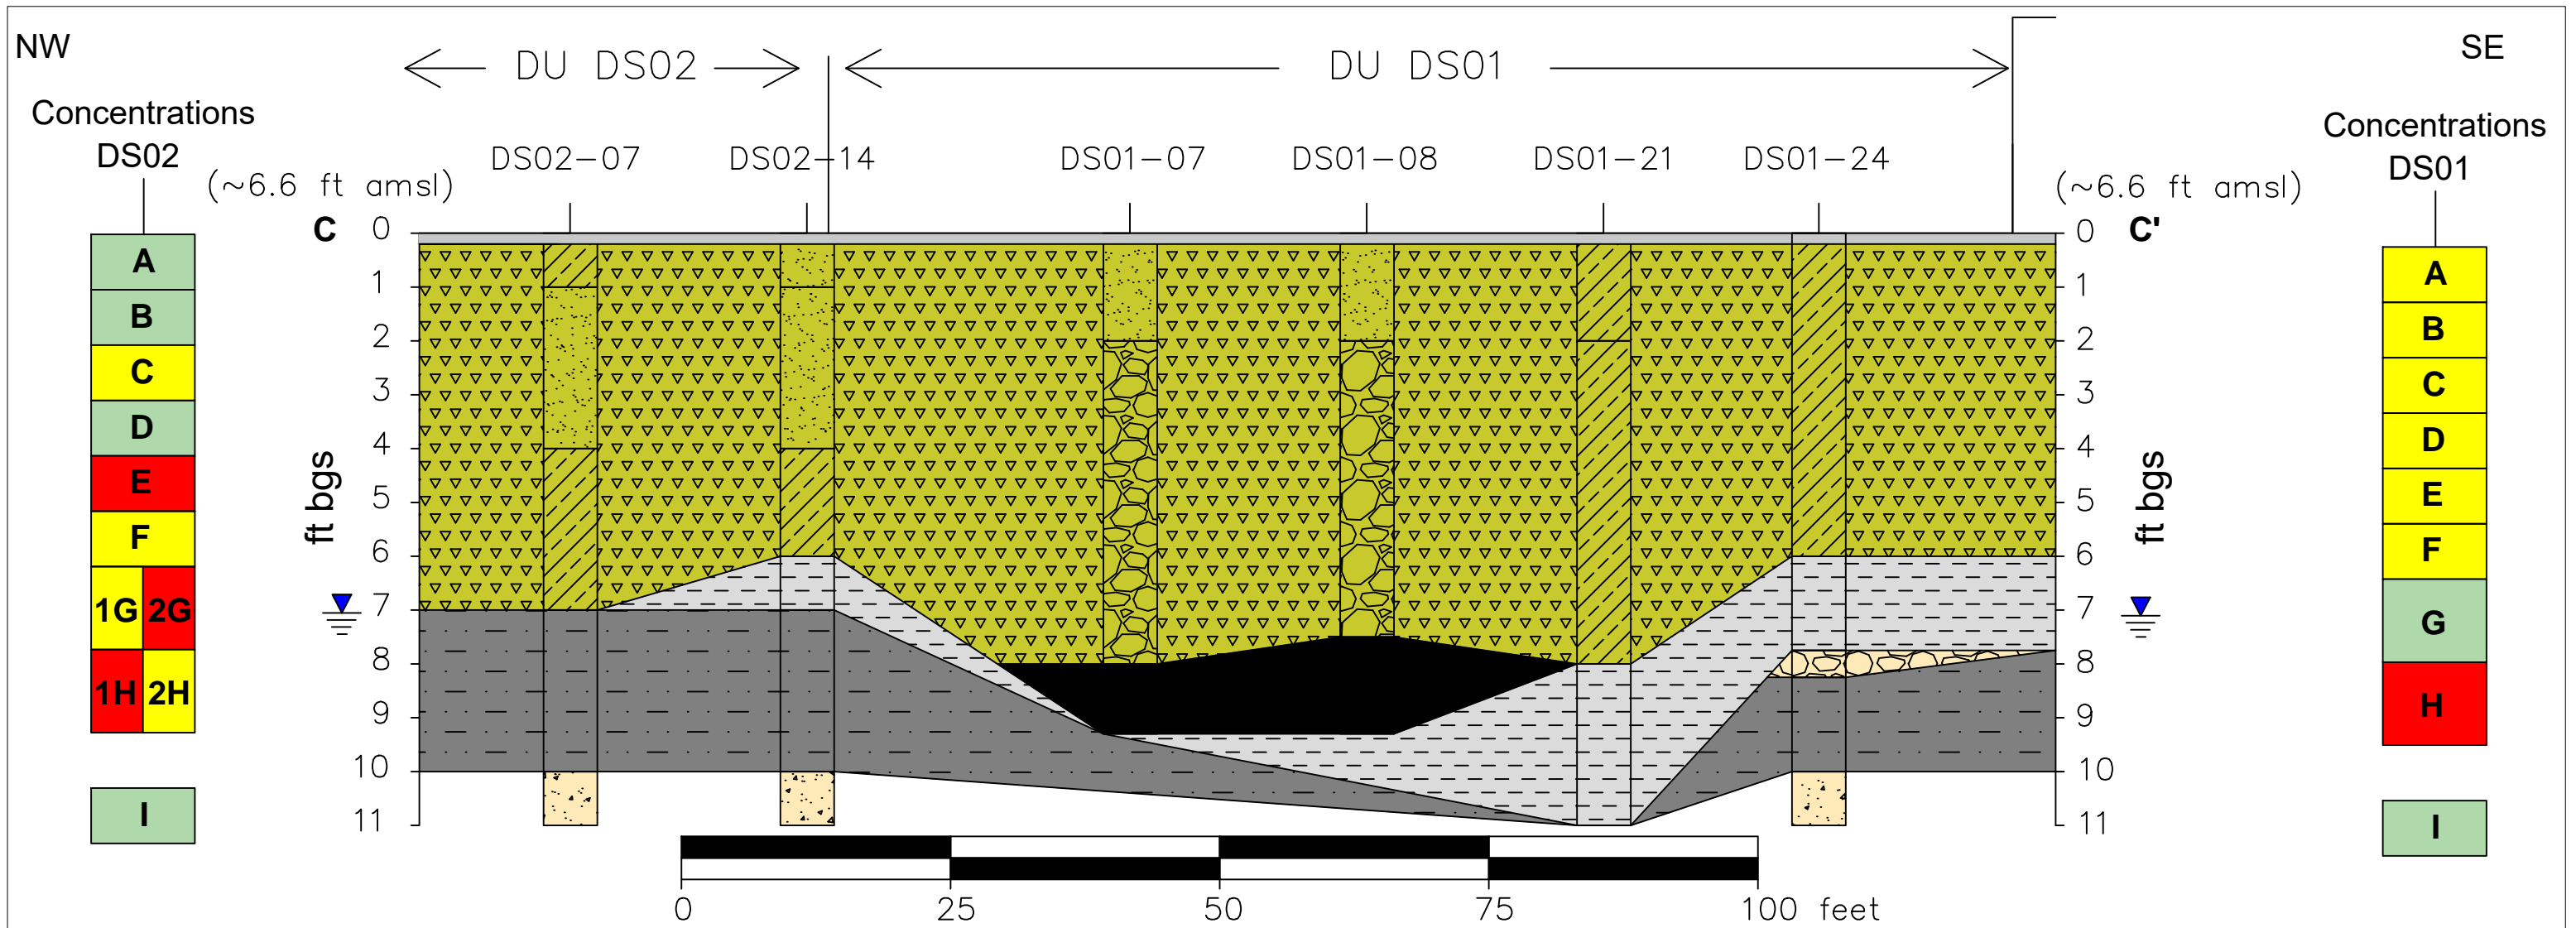 NW
DU DS02
DU DS01
SE
Concentrations
DS02
Concentrations
DS01
DS02-07
DS02-14
DS01-07
DS01-08
DS01-21
DS01-24
(~6.6 ft amsl)
(~6.6 ft amsl)
C
C'
0
1
2
3
4
5
6
7
8
9
10
11
ft bgs
0
1
2
3
4
5
6
7
8
9
10
11
ft bgs
A
B
C
D
E
F
1G 2G
1H 2H
I
A
B
C
D
E
F
G
H
I
0 25 50 75 100 feet